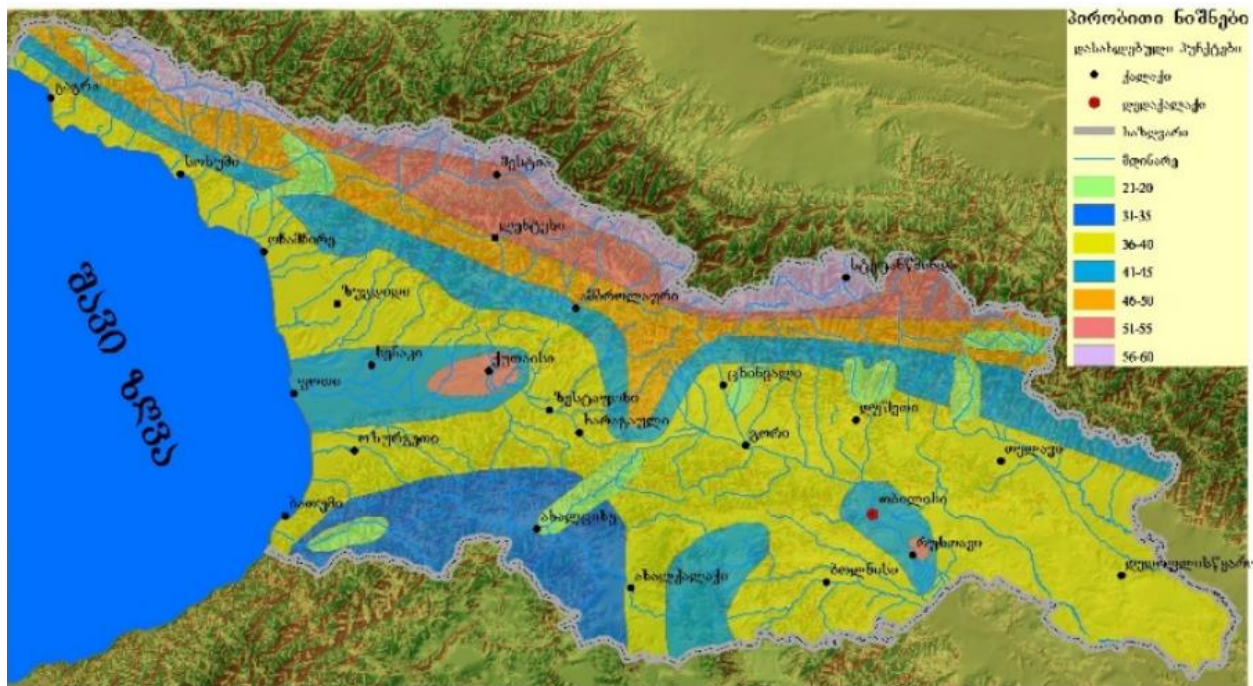 პირობითი ნიშნები
დასახლებული პუნქტები
ქალაქი
დედაქალაქი
საზღვარი
მდინარე
21-20
31-35
36-40
41-45
46-50
51-55
56-60
გაგრა
სოხუმი
მესტია
ლენტეხი
ოჩამჩირე
სტეფანწმინდა
ზუგდიდი
ამბროლაური
შავი ზღვა
სენაკი
ქუთაისი
ცხინვალი
ფოთი
ზესტაფონი
ხარაგაული
დუშეთი
გორი
ოზურგეთი
თელავი
ბათუმი
თბილისი
ახალციხე
რუსთავი
ახალქალაქი
ბოლნისი
დედოფლისწყარო